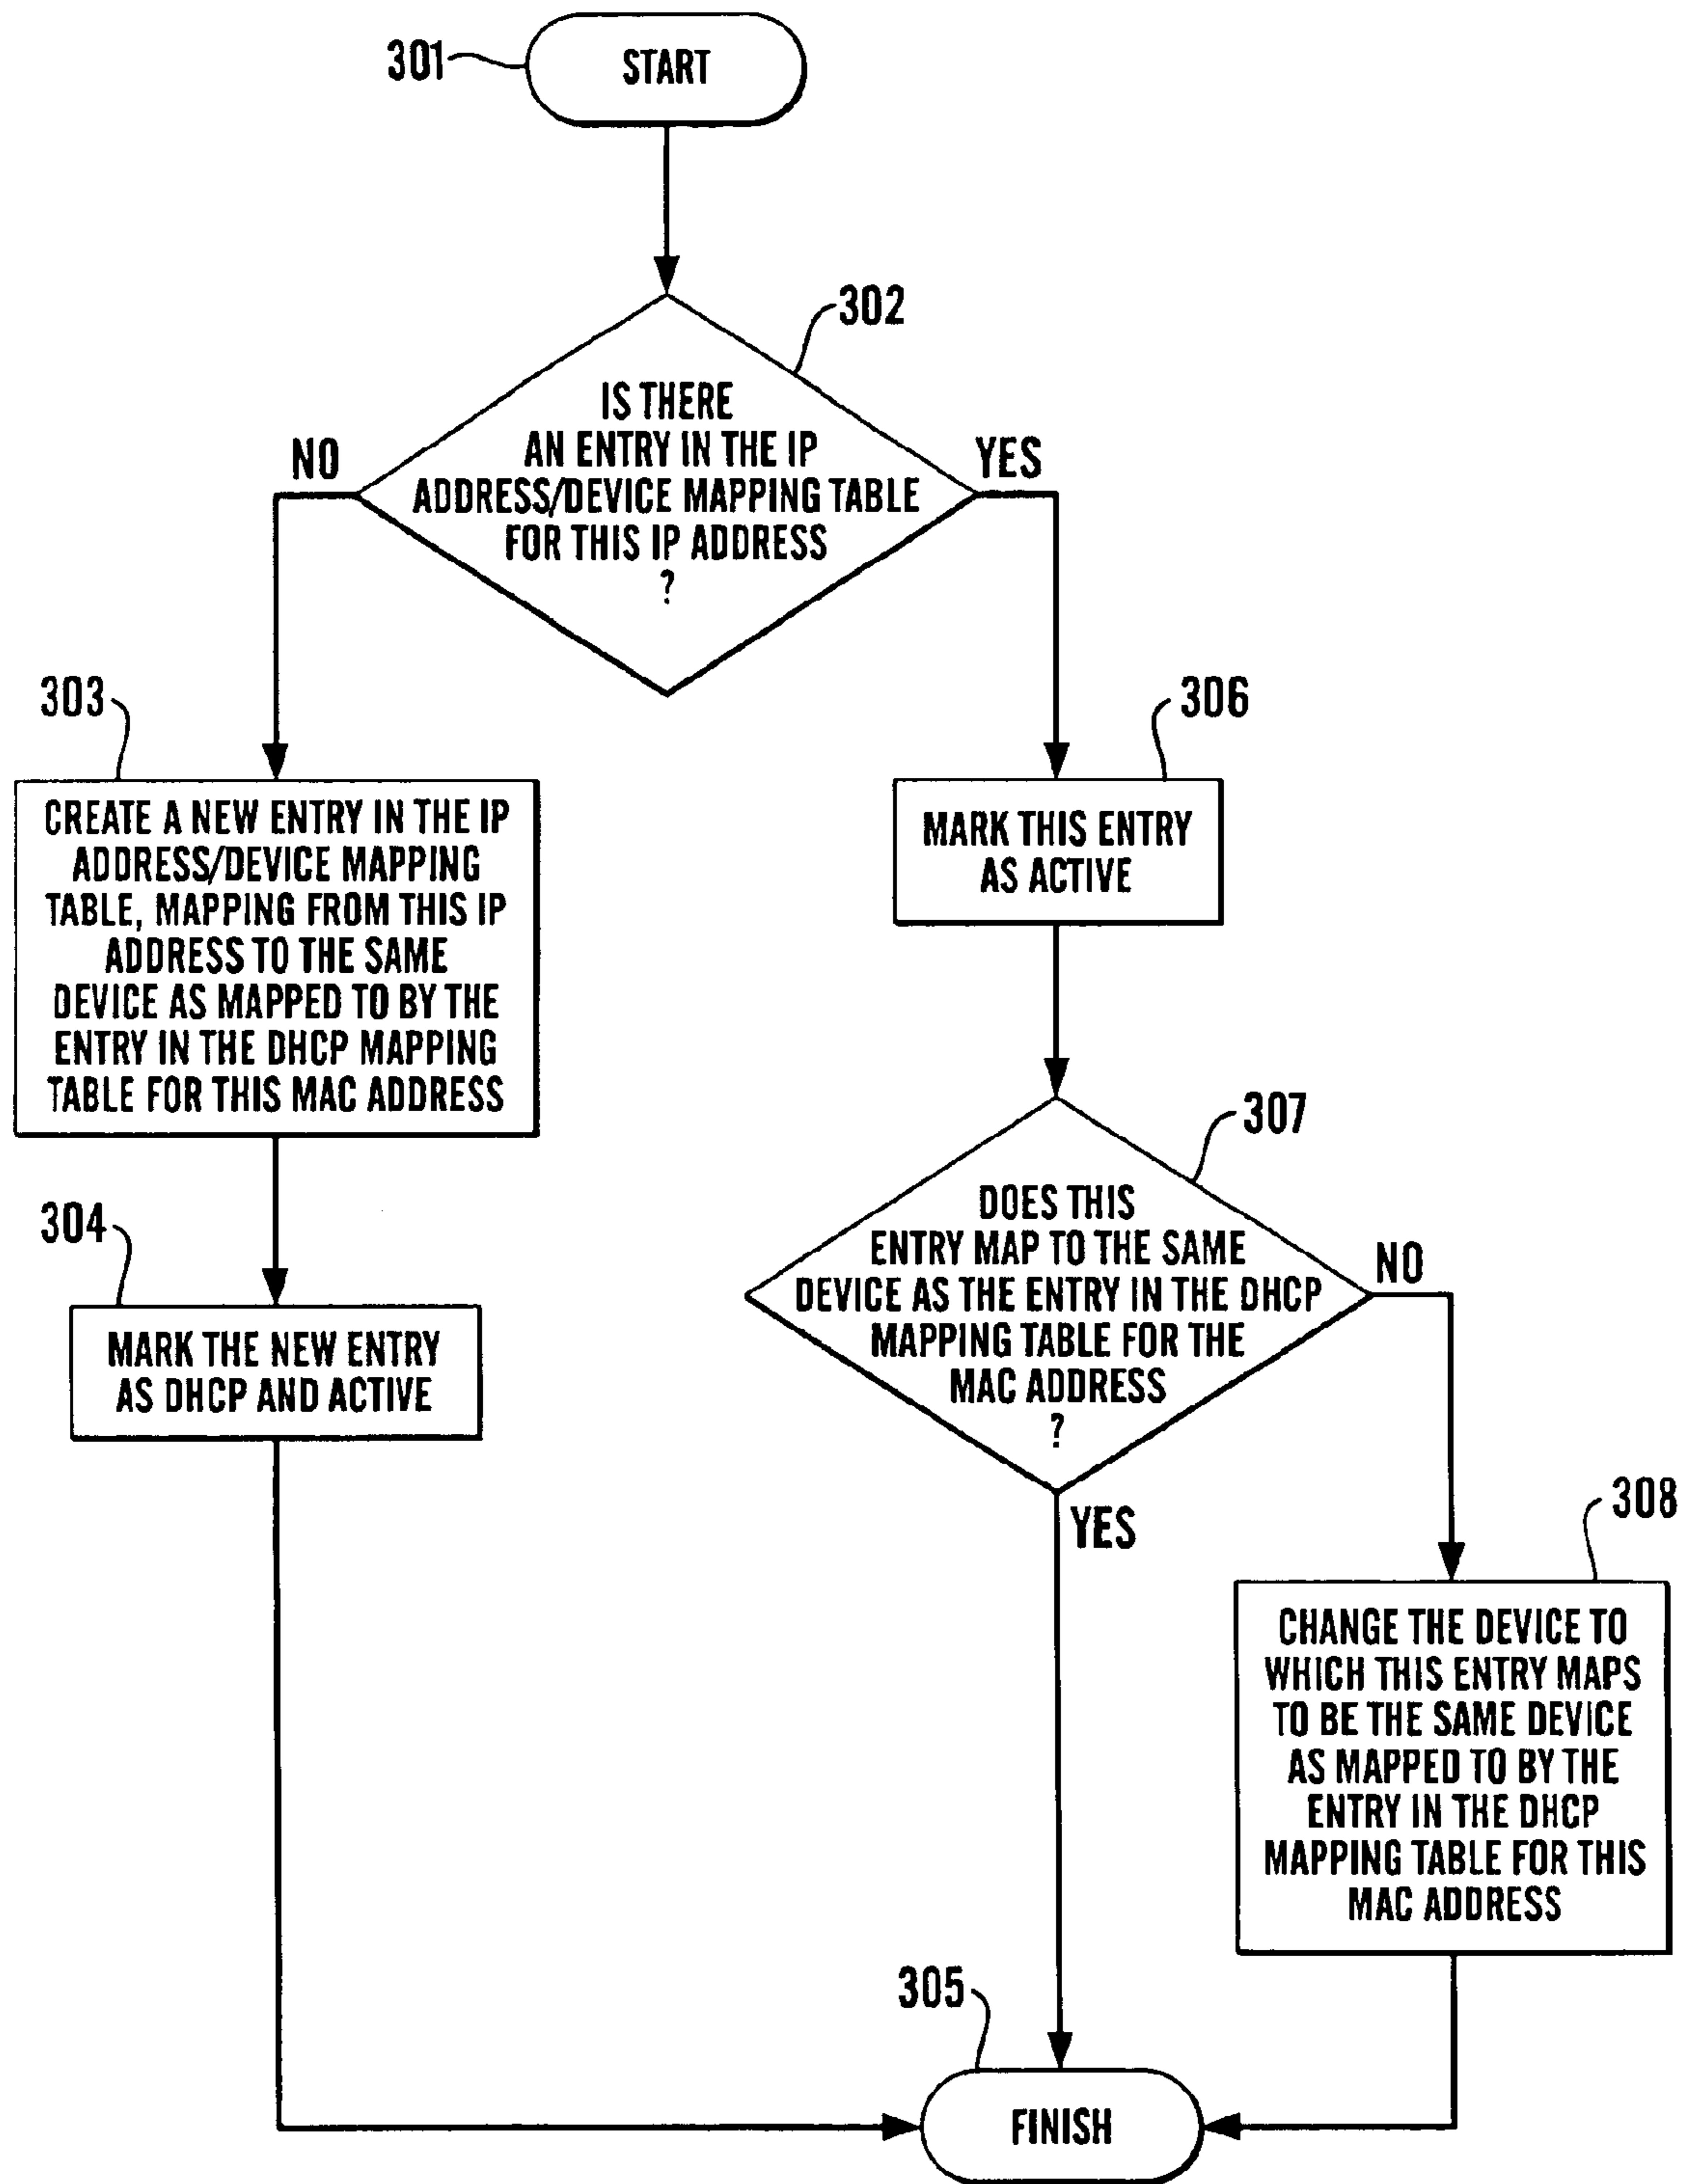 301
START
302
IS THERE
AN ENTRY IN THE IP
ADDRESS/DEVICE MAPPING TABLE
FOR THIS IP ADDRESS
?
NO
YES
303
CREATE A NEW ENTRY IN THE IP
ADDRESS/DEVICE MAPPING
TABLE, MAPPING FROM THIS IP
ADDRESS TO THE SAME
DEVICE AS MAPPED TO BY THE
ENTRY IN THE DHCP MAPPING
TABLE FOR THIS MAC ADDRESS
304
MARK THE NEW ENTRY
AS DHCP AND ACTIVE
306
MARK THIS ENTRY
AS ACTIVE
307
DOES THIS
ENTRY MAP TO THE SAME
DEVICE AS THE ENTRY IN THE DHCP
MAPPING TABLE FOR THE
MAC ADDRESS
?
NO
YES
308
CHANGE THE DEVICE TO
WHICH THIS ENTRY MAPS
TO BE THE SAME DEVICE
AS MAPPED TO BY THE
ENTRY IN THE DHCP
MAPPING TABLE FOR THIS
MAC ADDRESS
305
FINISH